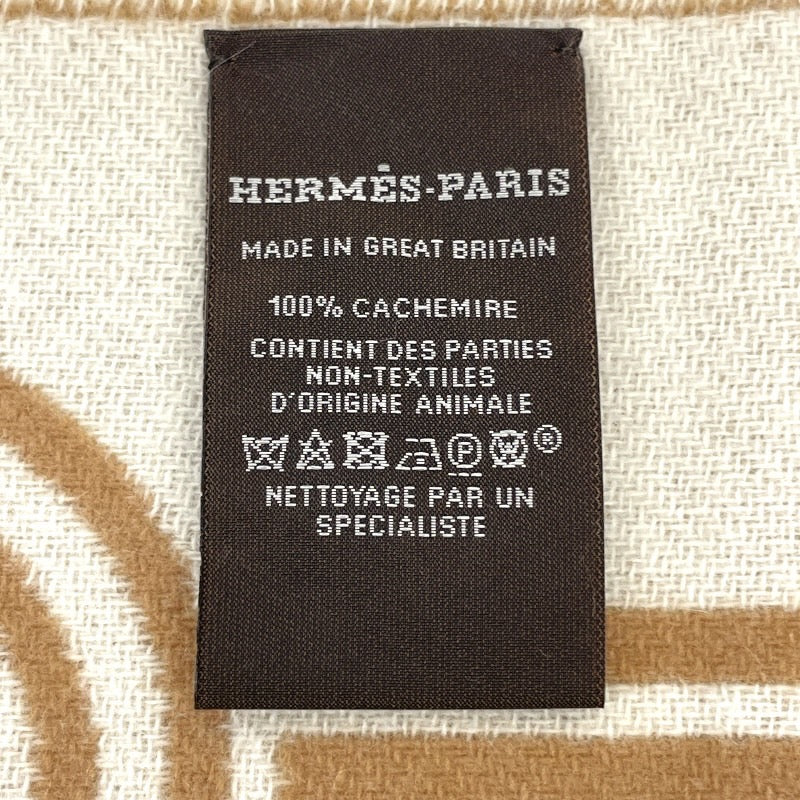 HERMÈS-PARIS
MADE IN GREAT BRITAIN
100% CACHEMIRE
CONTIENT DES PARTIES
NON-TEXTILES
D'ORIGINE ANIMALE
P W ®
NETTOYAGE PAR UN
SPECIALISTE